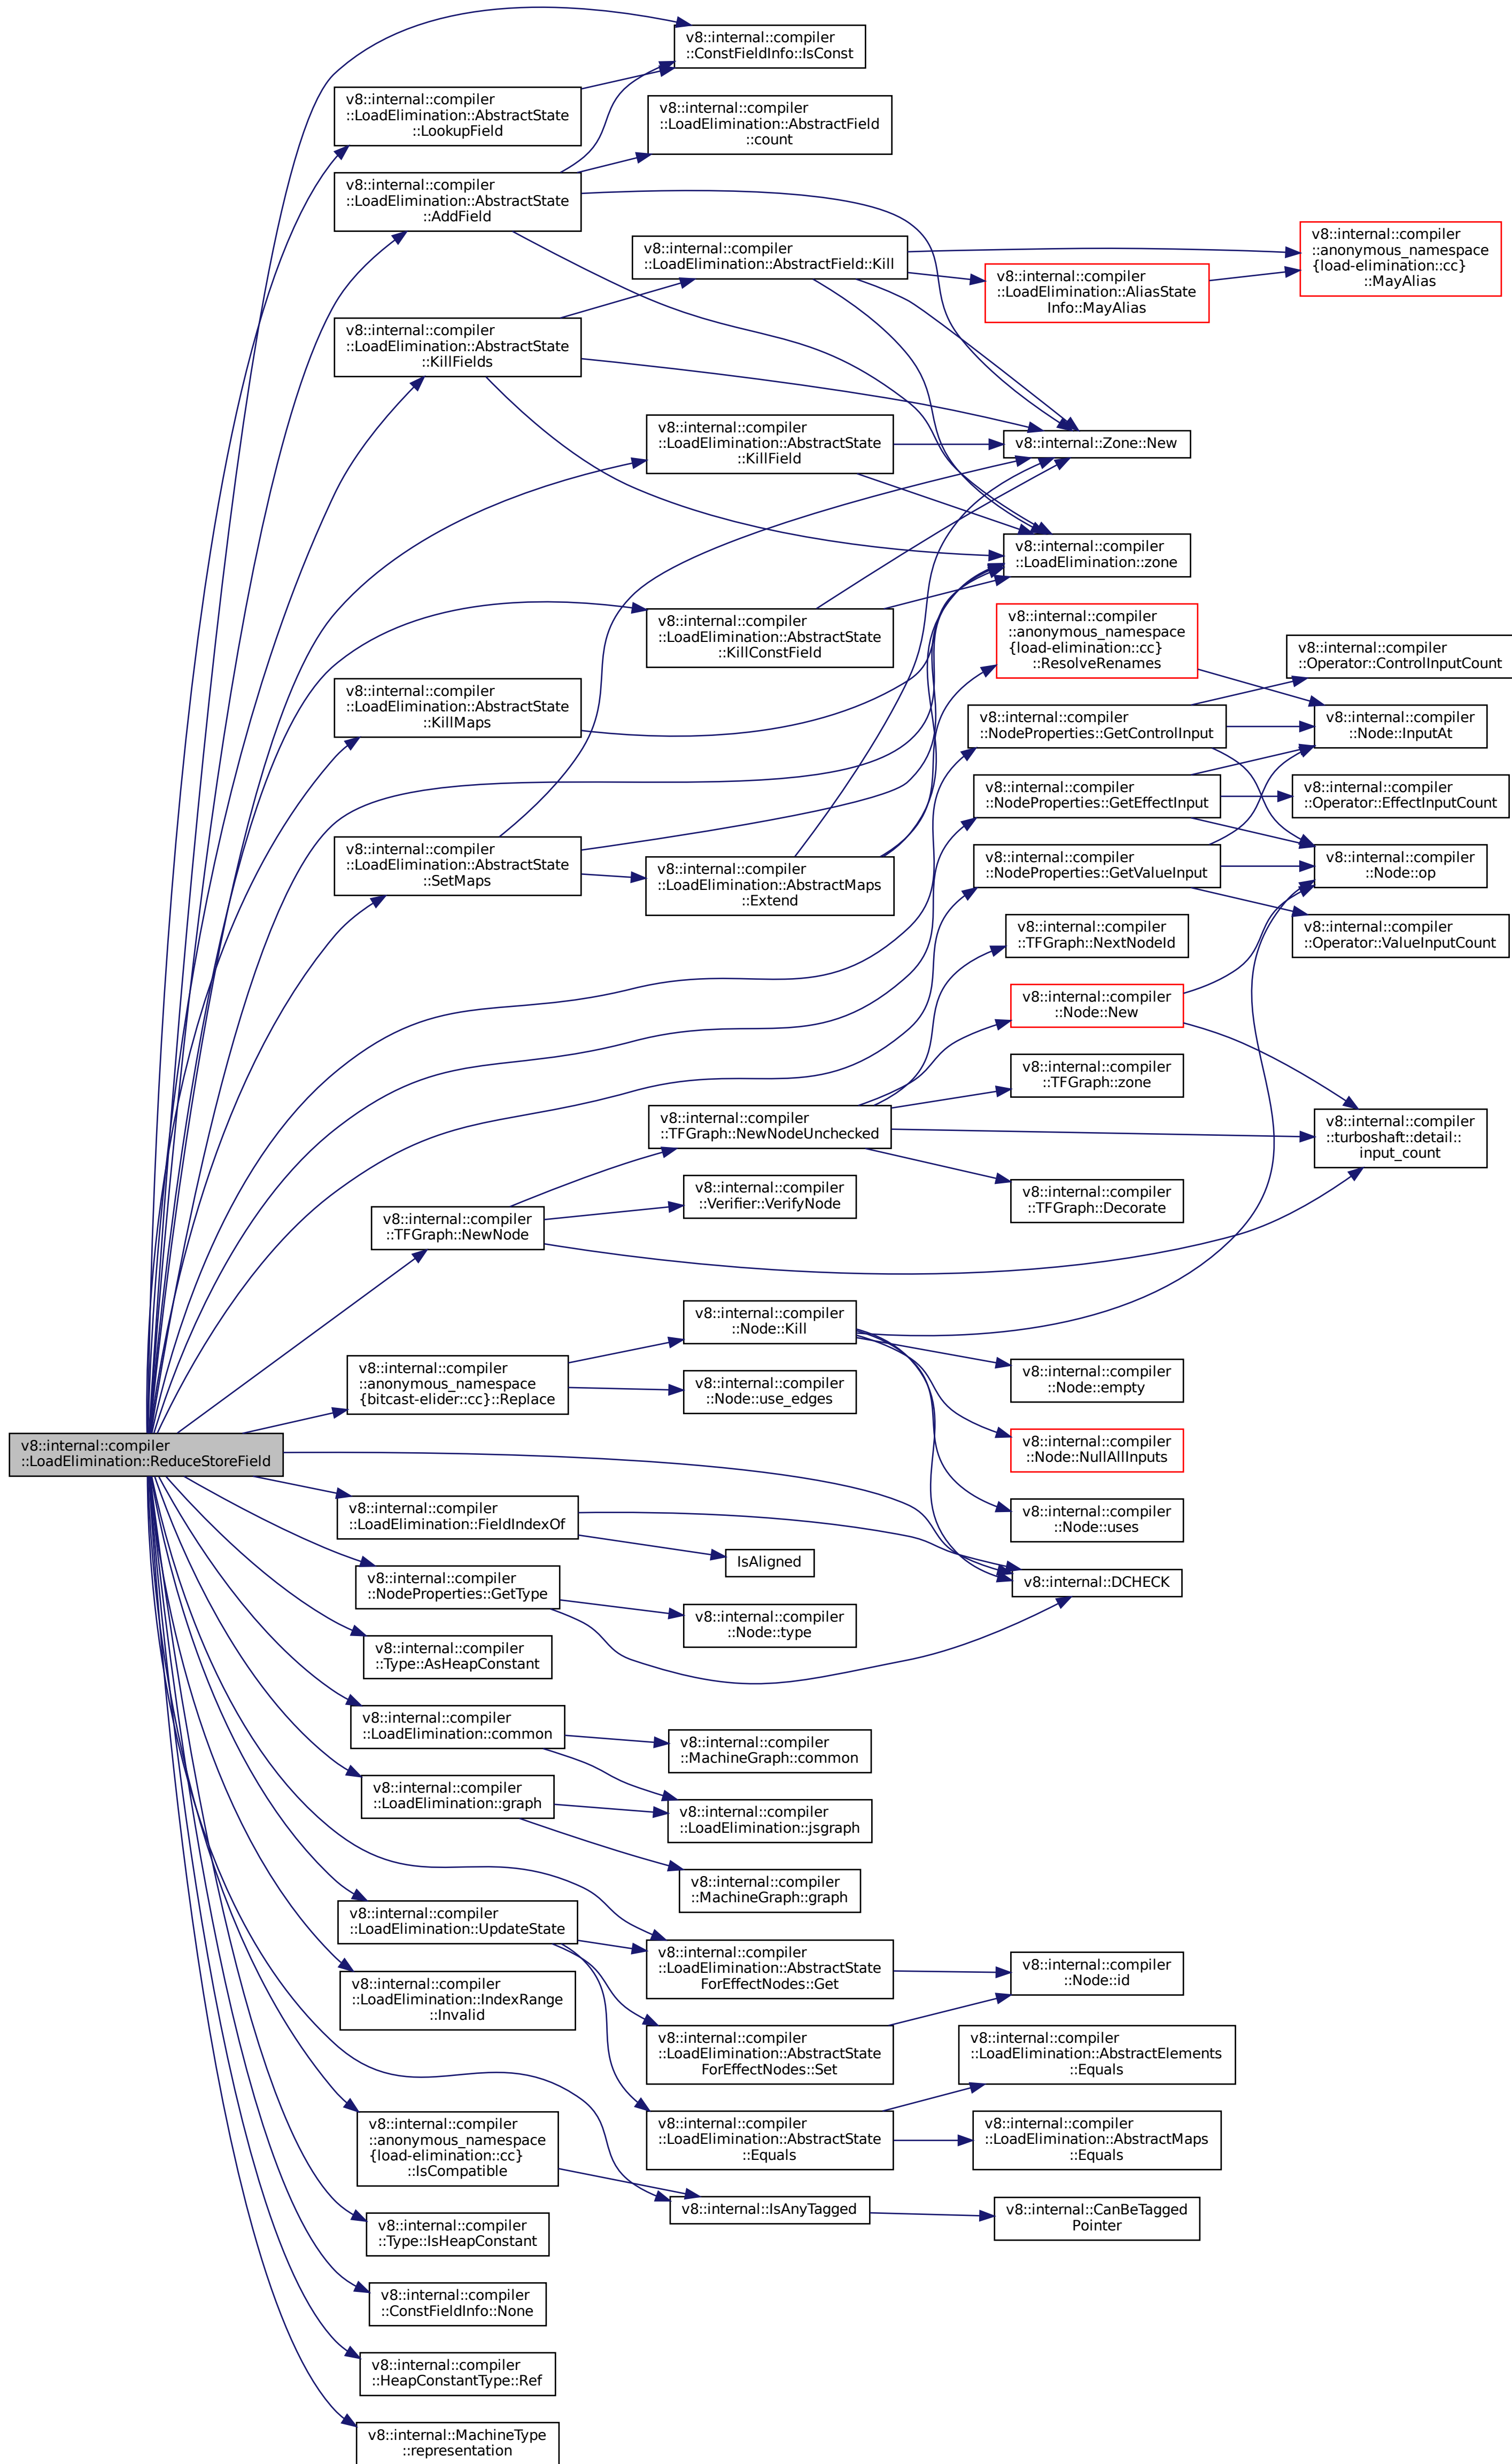 v8::internal::compiler
::ConstFieldInfo::IsConst
v8::internal::compiler
::LoadElimination::AbstractState
::LookupField
v8::internal::compiler
::LoadElimination::AbstractField
::count
v8::internal::compiler
::LoadElimination::AbstractState
::AddField
v8::internal::compiler
::LoadElimination::AbstractField::Kill
v8::internal::compiler
::anonymous_namespace
{load-elimination::cc}
::MayAlias
v8::internal::compiler
::LoadElimination::AliasState
Info::MayAlias
v8::internal::compiler
::LoadElimination::AbstractState
::KillFields
v8::internal::compiler
::LoadElimination::AbstractState
::KillField
v8::internal::Zone::New
v8::internal::compiler
::LoadElimination::zone
v8::internal::compiler
::LoadElimination::AbstractState
::KillConstField
v8::internal::compiler
::anonymous_namespace
{load-elimination::cc}
::ResolveRenames
v8::internal::compiler
::Operator::ControlInputCount
v8::internal::compiler
::LoadElimination::AbstractState
::KillMaps
v8::internal::compiler
::NodeProperties::GetControlInput
v8::internal::compiler
::Node::InputAt
v8::internal::compiler
::NodeProperties::GetEffectInput
v8::internal::compiler
::Operator::EffectInputCount
v8::internal::compiler
::LoadElimination::AbstractState
::SetMaps
v8::internal::compiler
::LoadElimination::AbstractMaps
::Extend
v8::internal::compiler
::NodeProperties::GetValueInput
v8::internal::compiler
::Node::op
v8::internal::compiler
::TFGraph::NextNodeId
v8::internal::compiler
::Operator::ValueInputCount
v8::internal::compiler
::Node::New
v8::internal::compiler
::TFGraph::zone
v8::internal::compiler
::TFGraph::NewNodeUnchecked
v8::internal::compiler
::turboshaft::detail::
input_count
v8::internal::compiler
::Verifier::VerifyNode
v8::internal::compiler
::TFGraph::Decorate
v8::internal::compiler
::TFGraph::NewNode
v8::internal::compiler
::Node::Kill
v8::internal::compiler
::anonymous_namespace
{bitcast-elider::cc}::Replace
v8::internal::compiler
::Node::use_edges
v8::internal::compiler
::Node::empty
v8::internal::compiler
::LoadElimination::ReduceStoreField
v8::internal::compiler
::Node::NullAllInputs
v8::internal::compiler
::LoadElimination::FieldIndexOf
v8::internal::compiler
::Node::uses
IsAligned
v8::internal::compiler
::NodeProperties::GetType
v8::internal::DCHECK
v8::internal::compiler
::Node::type
v8::internal::compiler
::Type::AsHeapConstant
v8::internal::compiler
::LoadElimination::common
v8::internal::compiler
::MachineGraph::common
v8::internal::compiler
::LoadElimination::graph
v8::internal::compiler
::LoadElimination::jsgraph
v8::internal::compiler
::MachineGraph::graph
v8::internal::compiler
::LoadElimination::UpdateState
v8::internal::compiler
::LoadElimination::AbstractState
ForEffectNodes::Get
v8::internal::compiler
::Node::id
v8::internal::compiler
::LoadElimination::IndexRange
::Invalid
v8::internal::compiler
::LoadElimination::AbstractState
ForEffectNodes::Set
v8::internal::compiler
::LoadElimination::AbstractElements
::Equals
v8::internal::compiler
::anonymous_namespace
{load-elimination::cc}
::IsCompatible
v8::internal::compiler
::LoadElimination::AbstractState
::Equals
v8::internal::compiler
::LoadElimination::AbstractMaps
::Equals
v8::internal::IsAnyTagged
v8::internal::CanBeTagged
Pointer
v8::internal::compiler
::Type::IsHeapConstant
v8::internal::compiler
::ConstFieldInfo::None
v8::internal::compiler
::HeapConstantType::Ref
v8::internal::MachineType
::representation